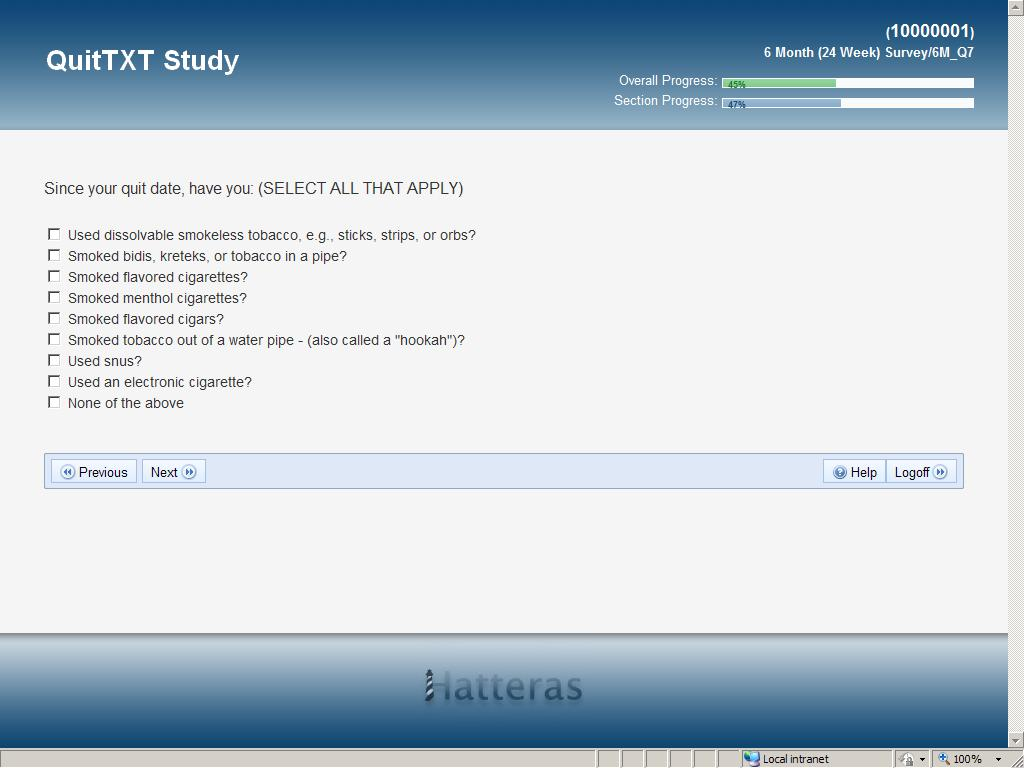 QuitTXT Study
(10000001)
6 Month (24 Week) Survey/6M_Q7
Overall Progress: 45%
Section Progress: 47%
Since your quit date, have you: (SELECT ALL THAT APPLY)
Used dissolvable smokeless tobacco, e.g., sticks, strips, or orbs?
Smoked bidis, kreteks, or tobacco in a pipe?
Smoked flavored cigarettes?
Smoked menthol cigarettes?
Smoked flavored cigars?
Smoked tobacco out of a water pipe - (also called a "hookah")?
Used snus?
Used an electronic cigarette?
None of the above
Previous Next Help Logoff
Hatteras
Local intranet 100%